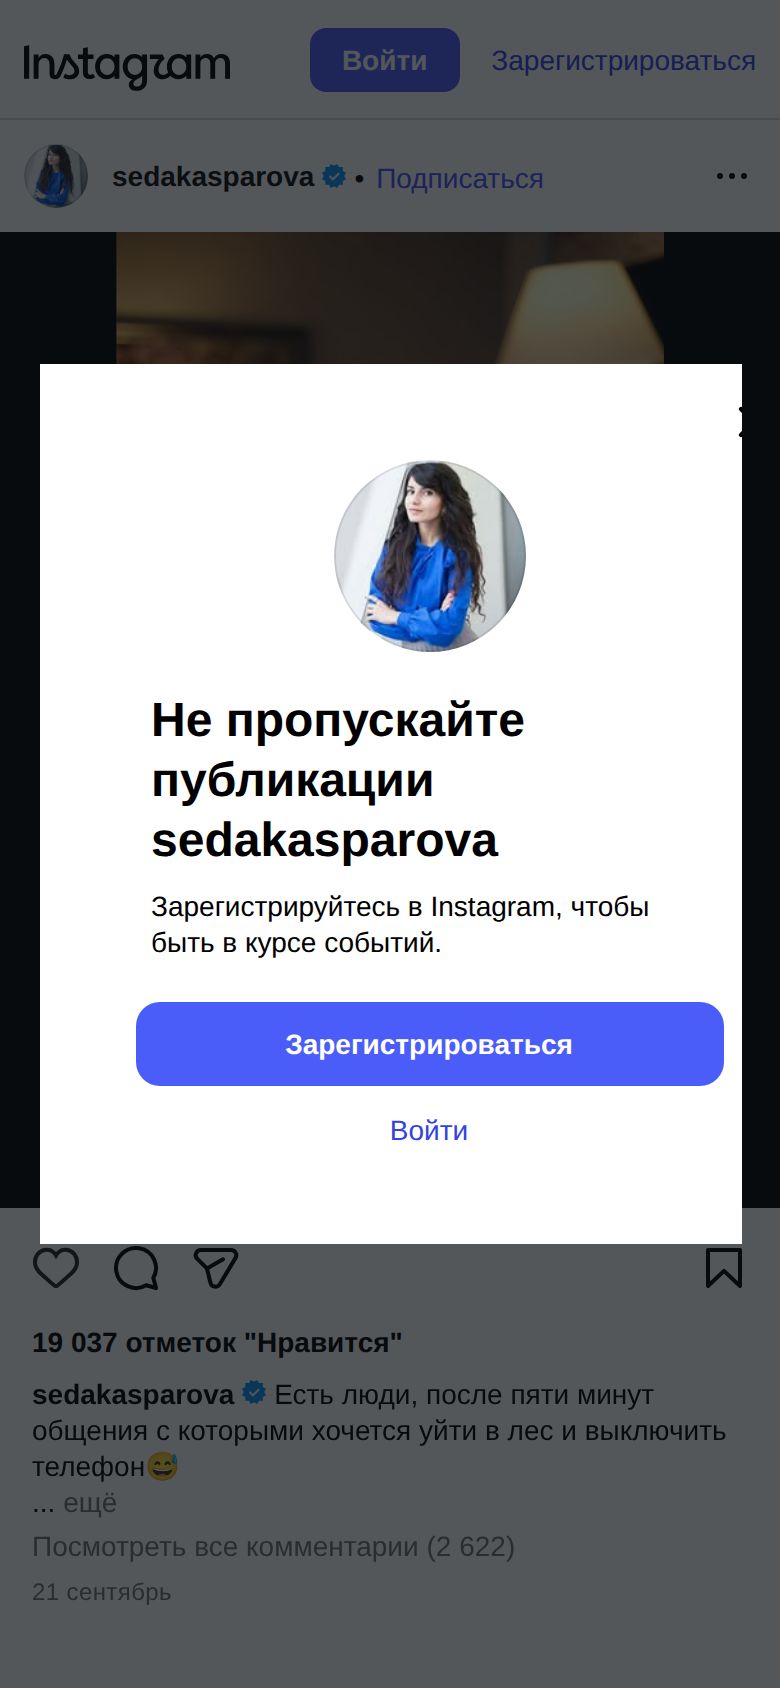 Instagram
Войти
Зарегистрироваться
sedakasparova • Подписаться
Не пропускайте
публикации
sedakasparova
Зарегистрируйтесь в Instagram, чтобы
быть в курсе событий.
Зарегистрироваться
Войти
19 037 отметок "Нравится"
sedakasparova Есть люди, после пяти минут
общения с которыми хочется уйти в лес и выключить
телефон😅
... ещё
Посмотреть все комментарии (2 622)
21 сентябрь